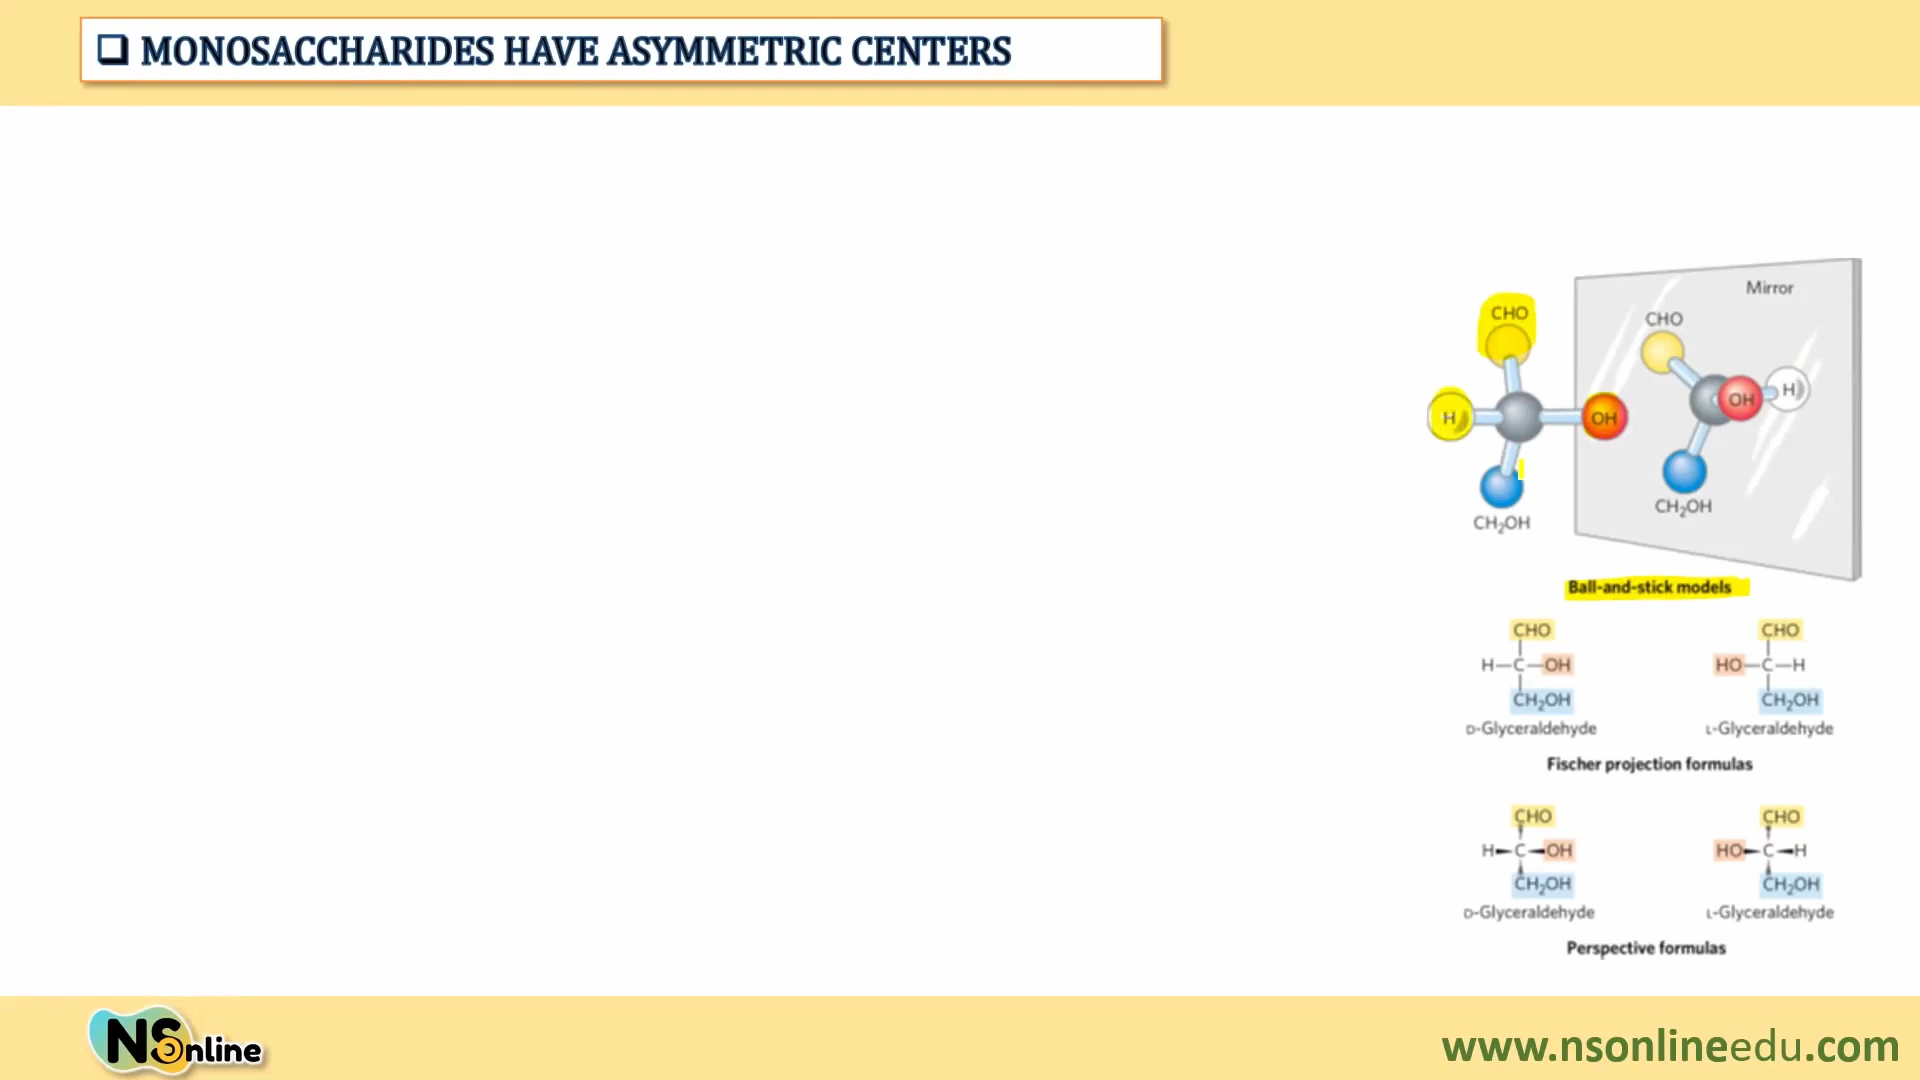 ❑ MONOSACCHARIDES HAVE ASYMMETRIC CENTERS
Mirror
CHO
CHO
H
OH
OH
H
CH₂OH
CH₂OH
Ball-and-stick models
CHO
CHO
H—C—OH
HO—C—H
CH₂OH
CH₂OH
D-Glyceraldehyde
L-Glyceraldehyde
Fischer projection formulas
CHO
CHO
H C OH
HO C H
CH₂OH
CH₂OH
D-Glyceraldehyde
L-Glyceraldehyde
Perspective formulas
NS Online
www.nsonlineedu.com